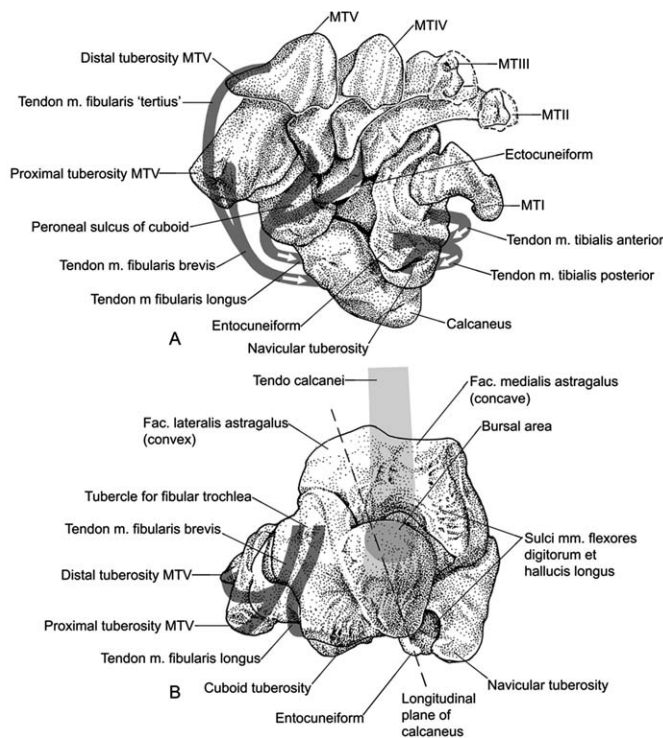 MTV
MTIV
Distal tuberosity MTV
MTIII
Tendon m. fibularis ‘tertius’
MTII
Proximal tuberosity MTV
Ectocuneiform
MTI
Peroneal sulcus of cuboid
Tendon m. tibialis anterior
Tendon m. fibularis brevis
Tendon m. tibialis posterior
Tendon m fibularis longus
Entocuneiform
Calcaneus
Navicular tuberosity
A
Tendo calcanei
Fac. medialis astragalus
(concave)
Fac. lateralis astragalus
(convex)
Bursal area
Tubercle for fibular trochlea
Tendon m. fibularis brevis
Sulci mm. flexores
digitorum et
hallucis longus
Distal tuberosity MTV
Proximal tuberosity MTV
Tendon m. fibularis longus
Cuboid tuberosity
Navicular tuberosity
B
Entocuneiform
Longitudinal
plane of
calcaneus